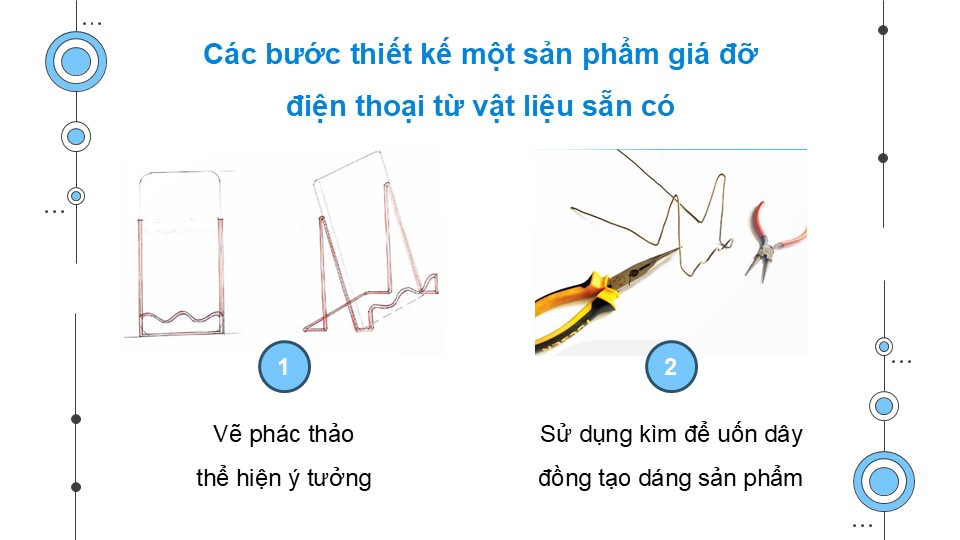 Các bước thiết kế một sản phẩm giá đỡ
điện thoại từ vật liệu sẵn có
1
2
Vẽ phác thảo
thể hiện ý tưởng
Sử dụng kìm để uốn dây
đồng tạo dáng sản phẩm